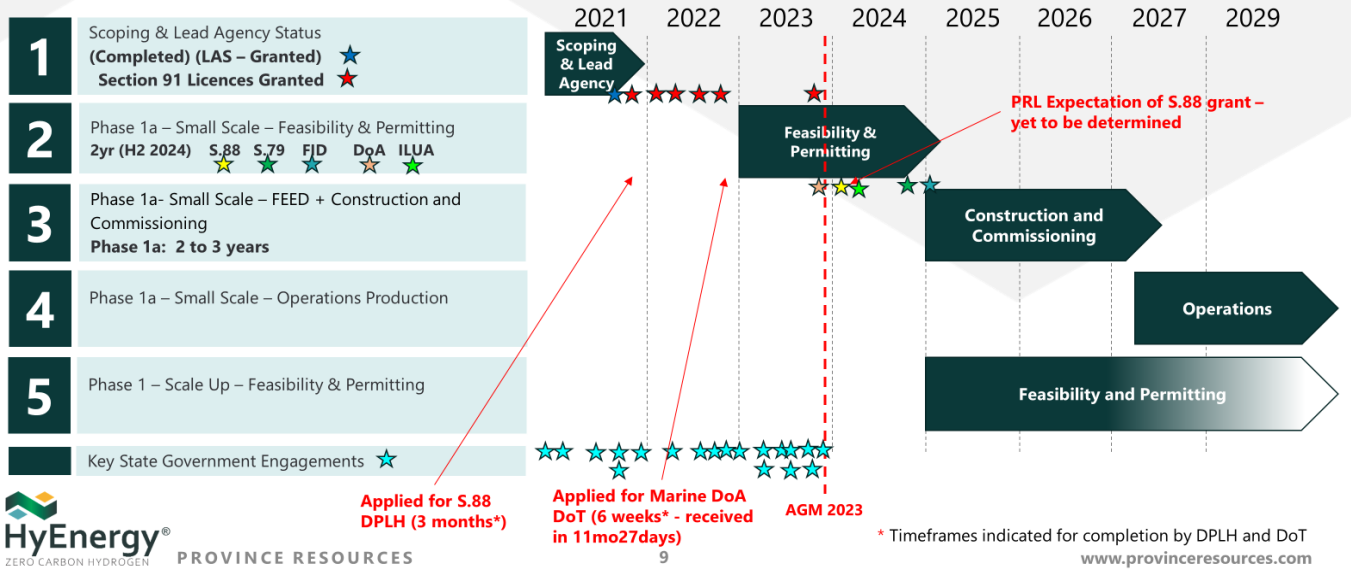 2021 2022 2023 2024 2025 2026 2027 2029
1
Scoping & Lead Agency Status
(Completed) (LAS – Granted)
Section 91 Licences Granted
Scoping
& Lead
Agency
2
Phase 1a – Small Scale – Feasibility & Permitting
2yr (H2 2024) S.88 S.79 FID DoA ILUA
Feasibility &
Permitting
PRL Expectation of S.88 grant –
yet to be determined
3
Phase 1a- Small Scale – FEED + Construction and
Commissioning
Phase 1a: 2 to 3 years
Construction and
Commissioning
4
Phase 1a – Small Scale – Operations Production
Operations
5
Phase 1 – Scale Up – Feasibility & Permitting
Feasibility and Permitting
Key State Government Engagements
Applied for S.88
DPLH (3 months*)
Applied for Marine DoA
DoT (6 weeks* - received
in 11mo27days)
AGM 2023
* Timeframes indicated for completion by DPLH and DoT
HyEnergy®
ZERO CARBON HYDROGEN
PROVINCE RESOURCES
9
www.provinceresources.com